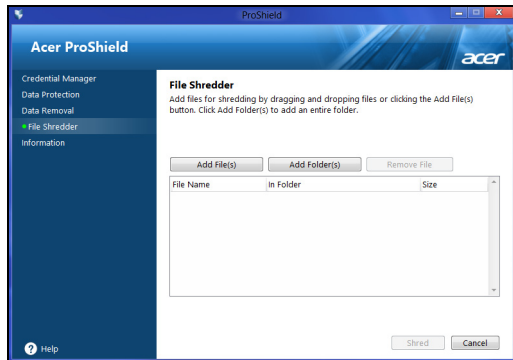 ProShield
Acer ProShield
acer
Credential Manager
Data Protection
Data Removal
File Shredder
Information
File Shredder
Add files for shredding by dragging and dropping files or clicking the Add File(s)
button. Click Add Folder(s) to add an entire folder.
Add File(s) Add Folder(s) Remove File
File Name In Folder Size
Shred Cancel
? Help